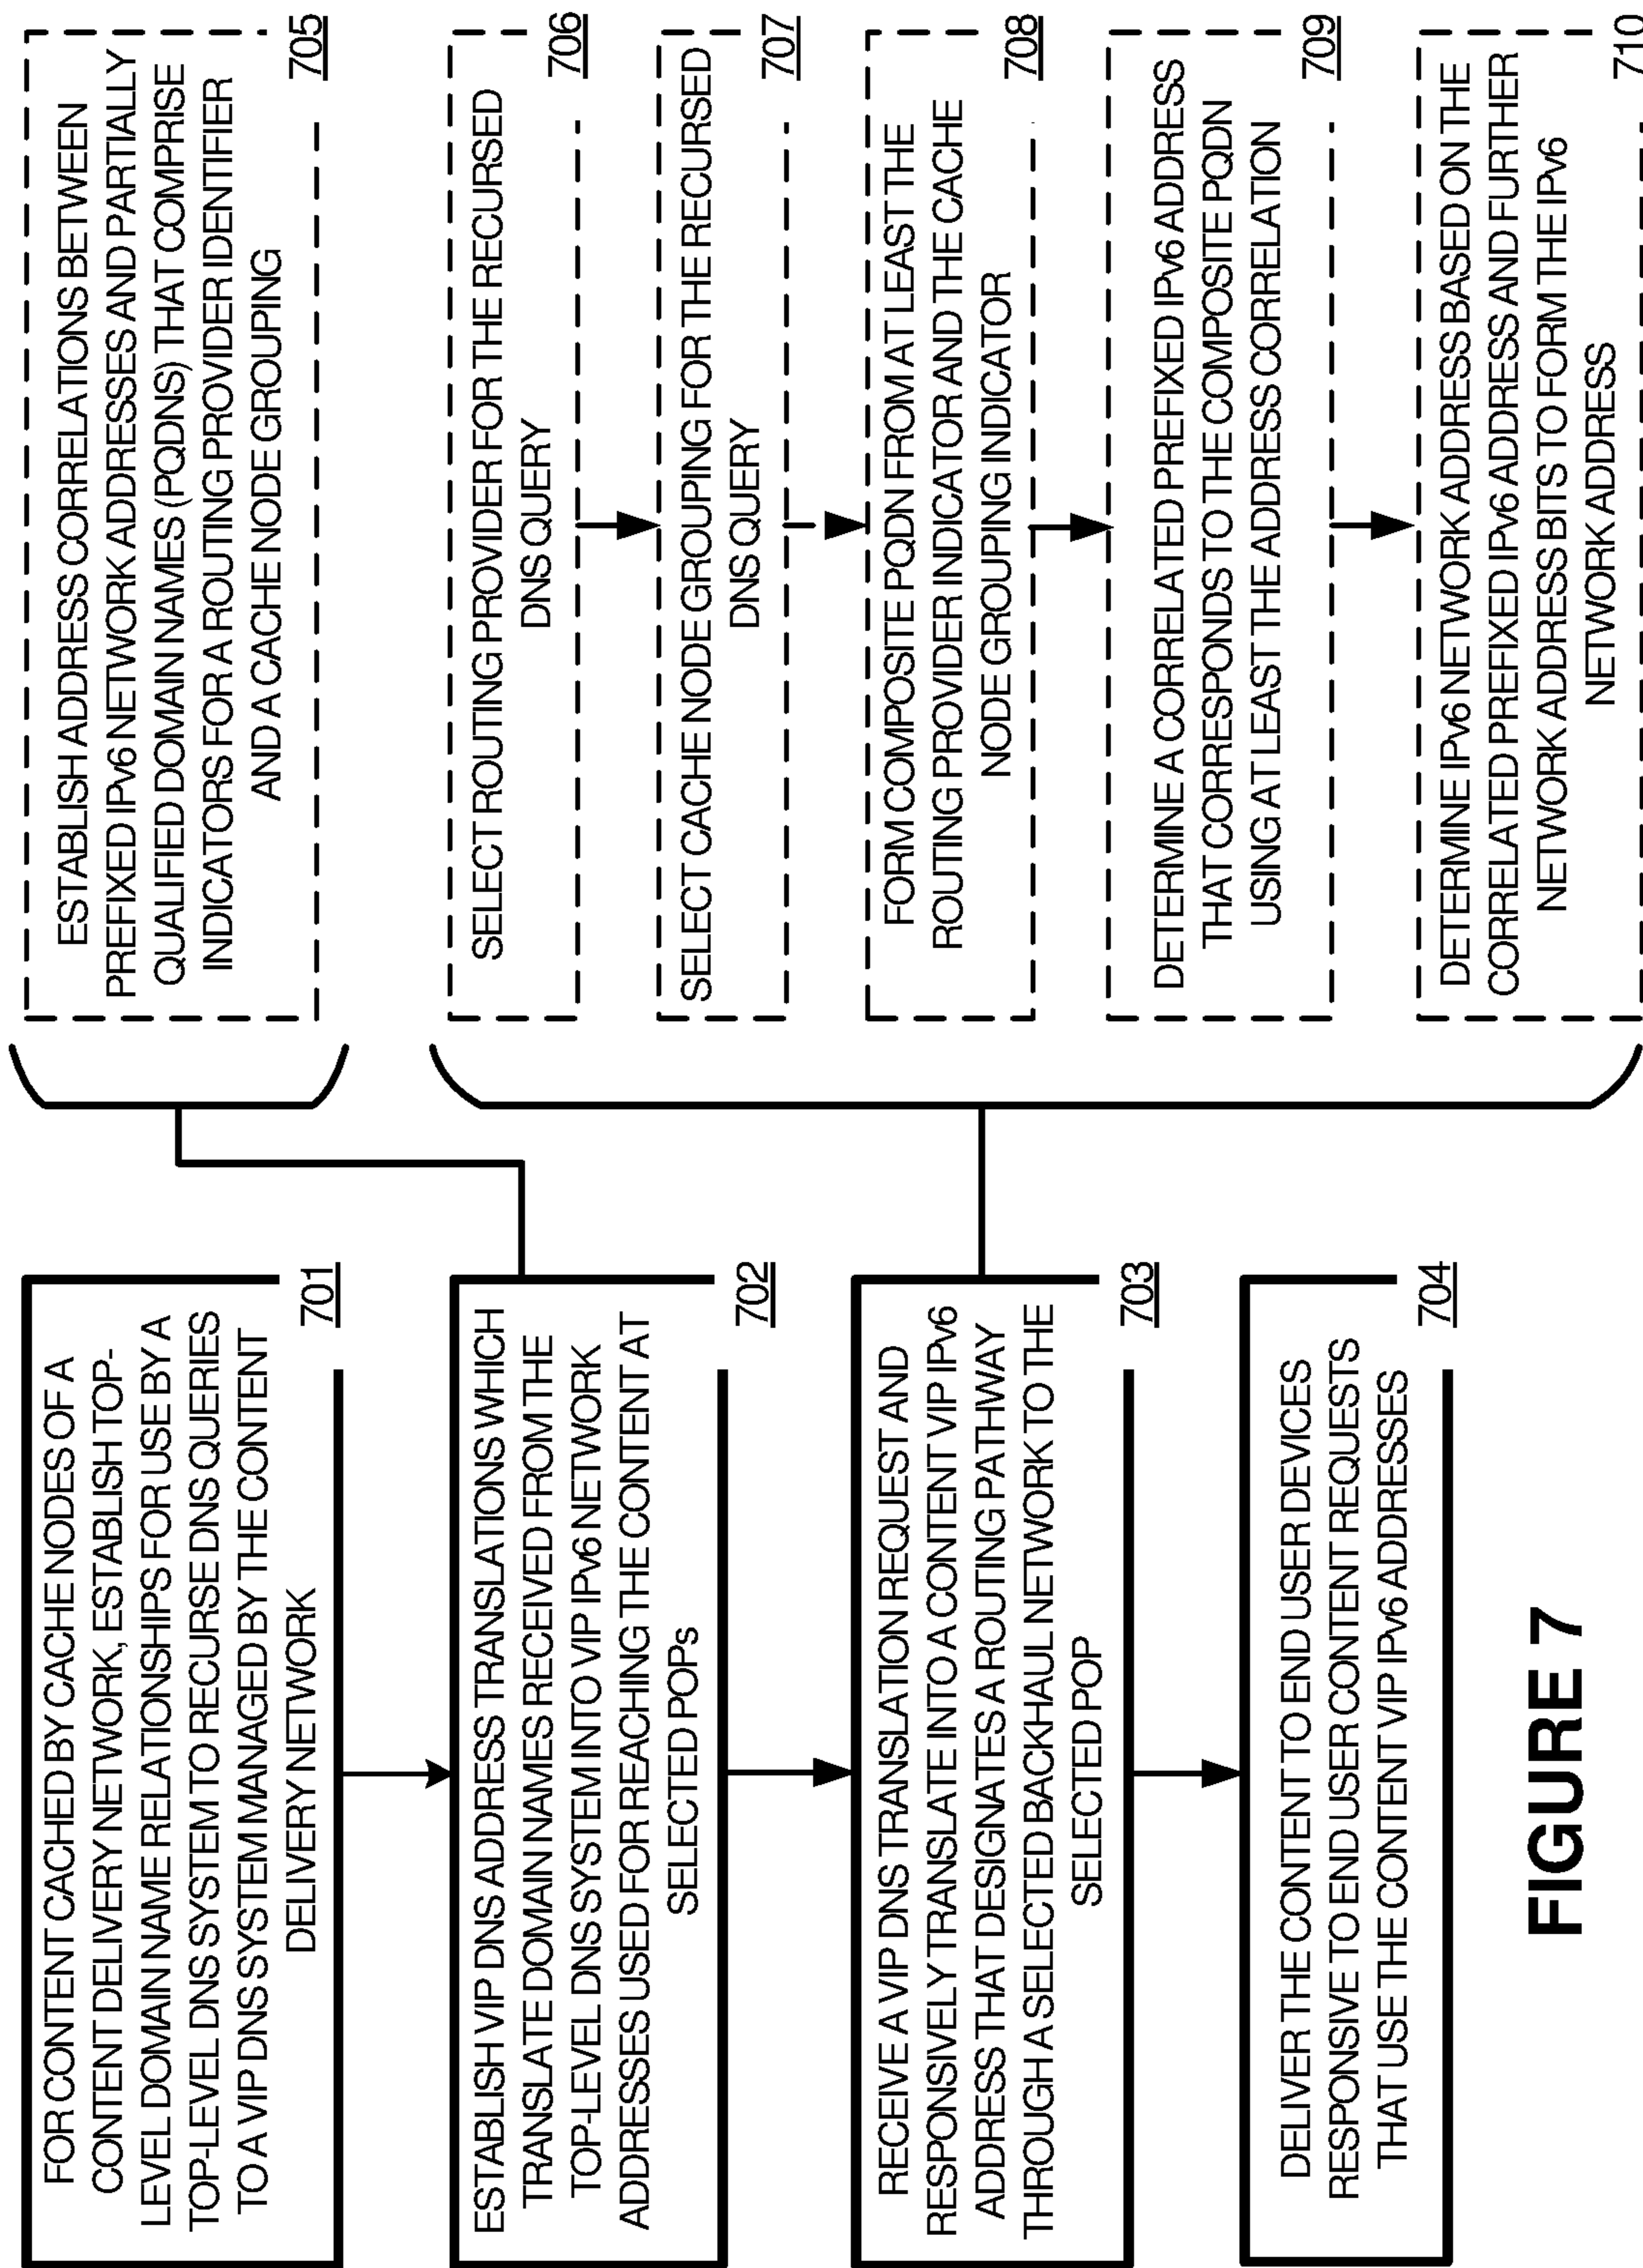 FOR CONTENT CACHED BY CACHE NODES OF A
CONTENT DELIVERY NETWORK, ESTABLISH TOP-
LEVEL DOMAIN NAME RELATIONSHIPS FOR USE BY A
TOP-LEVEL DNS SYSTEM TO RECURSE DNS QUERIES
TO A VIP DNS SYSTEM MANAGED BY THE CONTENT
DELIVERY NETWORK
701
ESTABLISH VIP DNS ADDRESS TRANSLATIONS WHICH
TRANSLATE DOMAIN NAMES RECEIVED FROM THE
TOP-LEVEL DNS SYSTEM INTO VIP IPv6 NETWORK
ADDRESSES USED FOR REACHING THE CONTENT AT
SELECTED POPs
702
RECEIVE A VIP DNS TRANSLATION REQUEST AND
RESPONSIVELY TRANSLATE INTO A CONTENT VIP IPv6
ADDRESS THAT DESIGNATES A ROUTING PATHWAY
THROUGH A SELECTED BACKHAUL NETWORK TO THE
SELECTED POP
703
DELIVER THE CONTENT TO END USER DEVICES
RESPONSIVE TO END USER CONTENT REQUESTS
THAT USE THE CONTENT VIP IPv6 ADDRESSES
704
ESTABLISH ADDRESS CORRELATIONS BETWEEN
PREFIXED IPv6 NETWORK ADDRESSES AND PARTIALLY
QUALIFIED DOMAIN NAMES (PQDNS) THAT COMPRISE
INDICATORS FOR A ROUTING PROVIDER IDENTIFIER
AND A CACHE NODE GROUPING
705
SELECT ROUTING PROVIDER FOR THE RECURSED
DNS QUERY
706
SELECT CACHE NODE GROUPING FOR THE RECURSED
DNS QUERY
707
FORM COMPOSITE PQDN FROM AT LEAST THE
ROUTING PROVIDER INDICATOR AND THE CACHE
NODE GROUPING INDICATOR
708
DETERMINE A CORRELATED PREFIXED IPv6 ADDRESS
THAT CORRESPONDS TO THE COMPOSITE PQDN
USING AT LEAST THE ADDRESS CORRELATION
709
DETERMINE IPv6 NETWORK ADDRESS BASED ON THE
CORRELATED PREFIXED IPv6 ADDRESS AND FURTHER
NETWORK ADDRESS BITS TO FORM THE IPv6
NETWORK ADDRESS
710
FIGURE 7